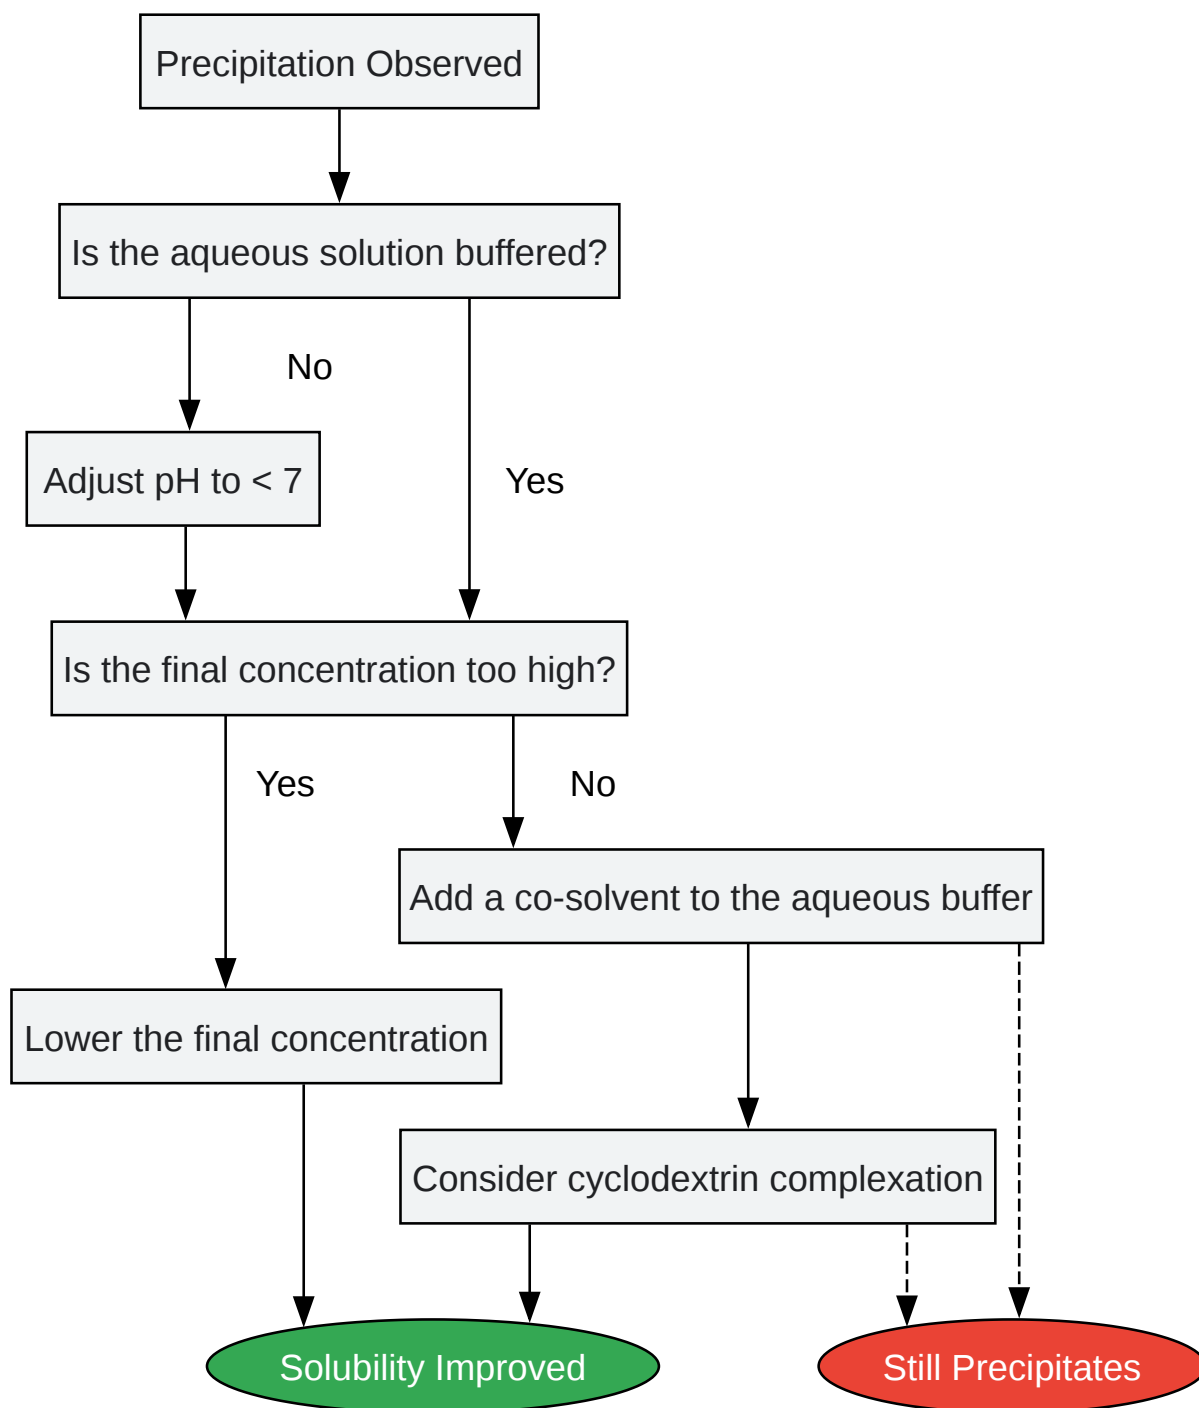 Precipitation Observed
Is the aqueous solution buffered?
No
Adjust pH to < 7
Yes
Is the final concentration too high?
Yes
No
Add a co-solvent to the aqueous buffer
Lower the final concentration
Consider cyclodextrin complexation
Solubility Improved
Still Precipitates